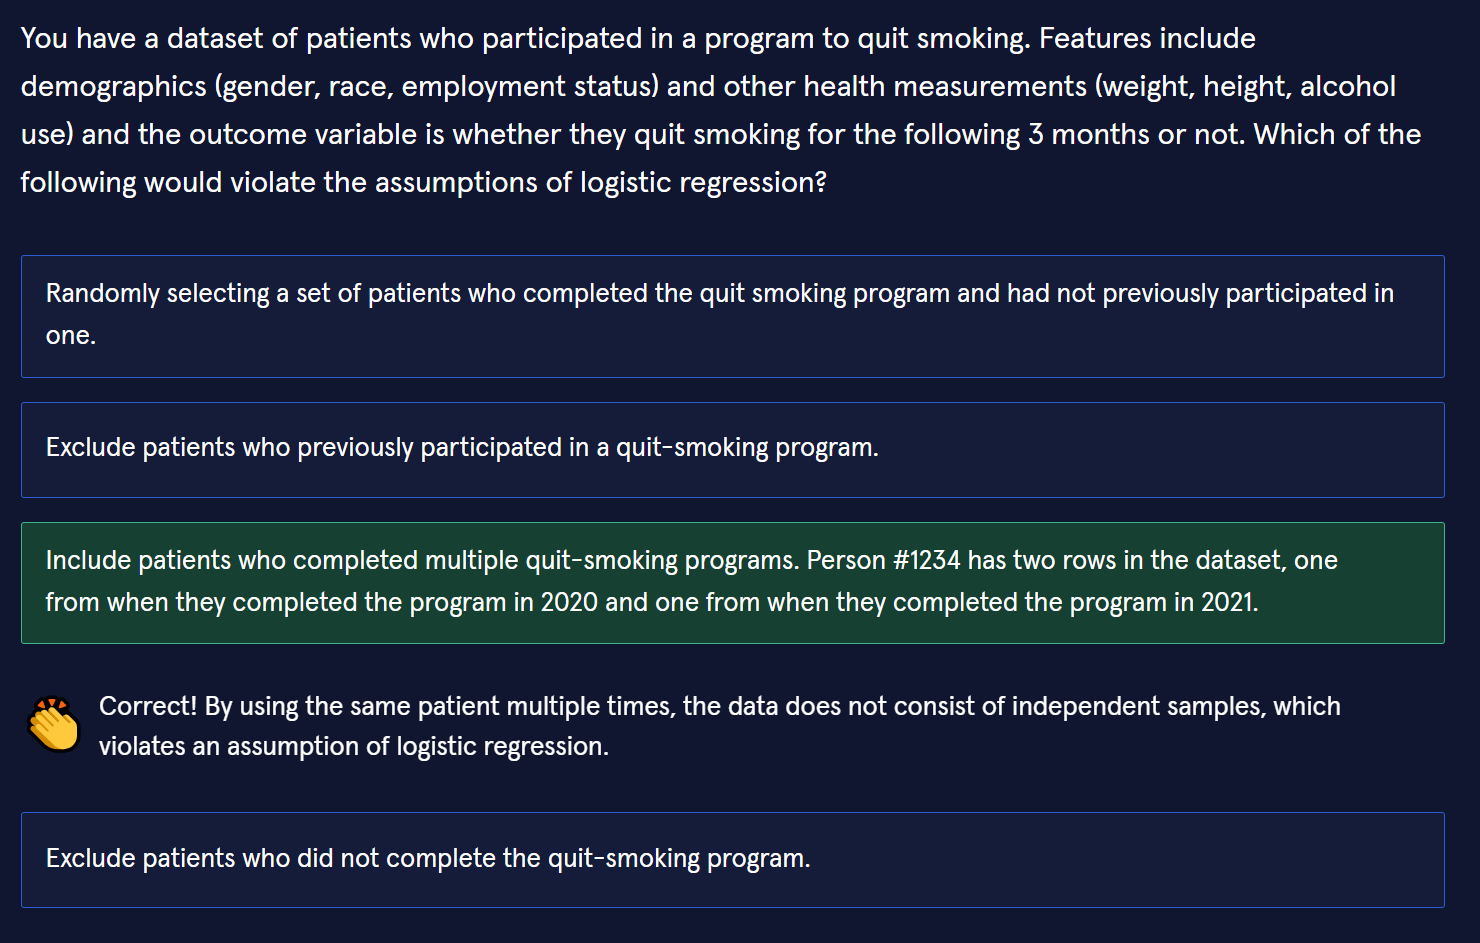 You have a dataset of patients who participated in a program to quit smoking. Features include
demographics (gender, race, employment status) and other health measurements (weight, height, alcohol
use) and the outcome variable is whether they quit smoking for the following 3 months or not. Which of the
following would violate the assumptions of logistic regression?
Randomly selecting a set of patients who completed the quit smoking program and had not previously participated in
one.
Exclude patients who previously participated in a quit-smoking program.
Include patients who completed multiple quit-smoking programs. Person #1234 has two rows in the dataset, one
from when they completed the program in 2020 and one from when they completed the program in 2021.
Correct! By using the same patient multiple times, the data does not consist of independent samples, which
violates an assumption of logistic regression.
Exclude patients who did not complete the quit-smoking program.